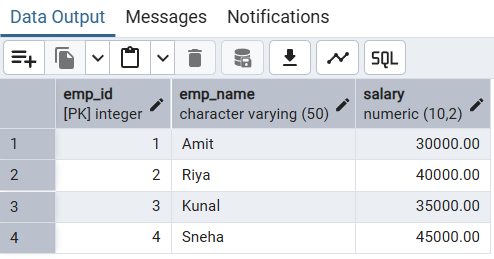 Data Output Messages Notifications
SQL
emp_id emp_name salary
[PK] integer character varying (50) numeric (10,2)
1 1 Amit 30000.00
2 2 Riya 40000.00
3 3 Kunal 35000.00
4 4 Sneha 45000.00